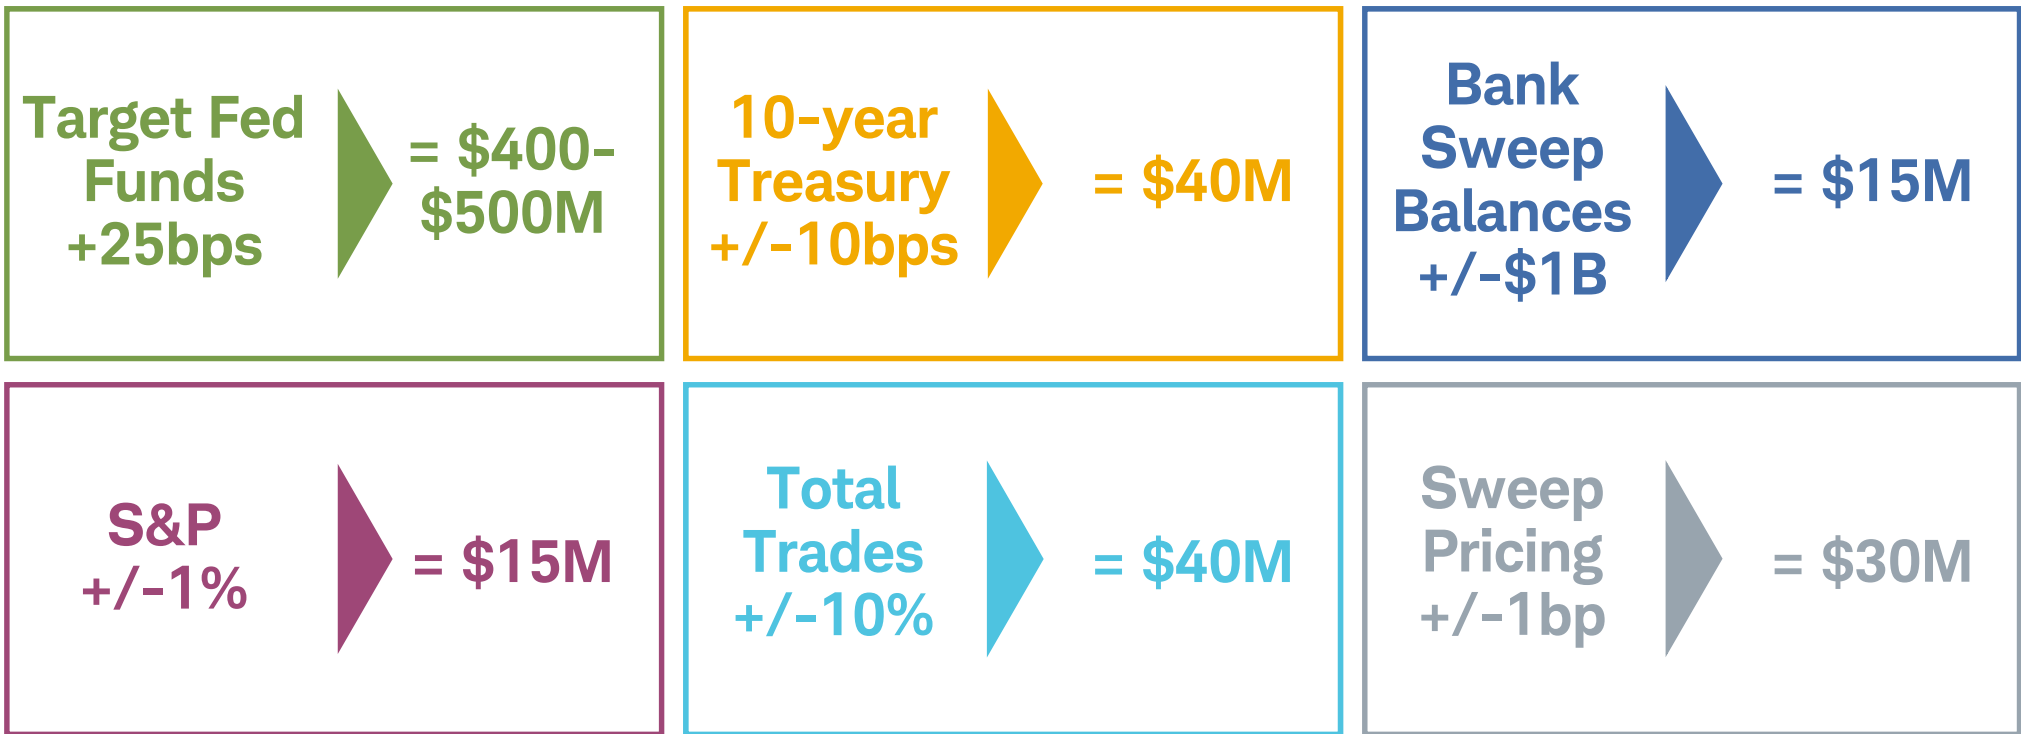 Target Fed
Funds
+25bps
= $400-
$500M
10-year
Treasury
+/-10bps
= $40M
Bank
Sweep
Balances
+/-$1B
= $15M
S&P
+/-1%
= $15M
Total
Trades
+/-10%
= $40M
Sweep
Pricing
+/-1bp
= $30M